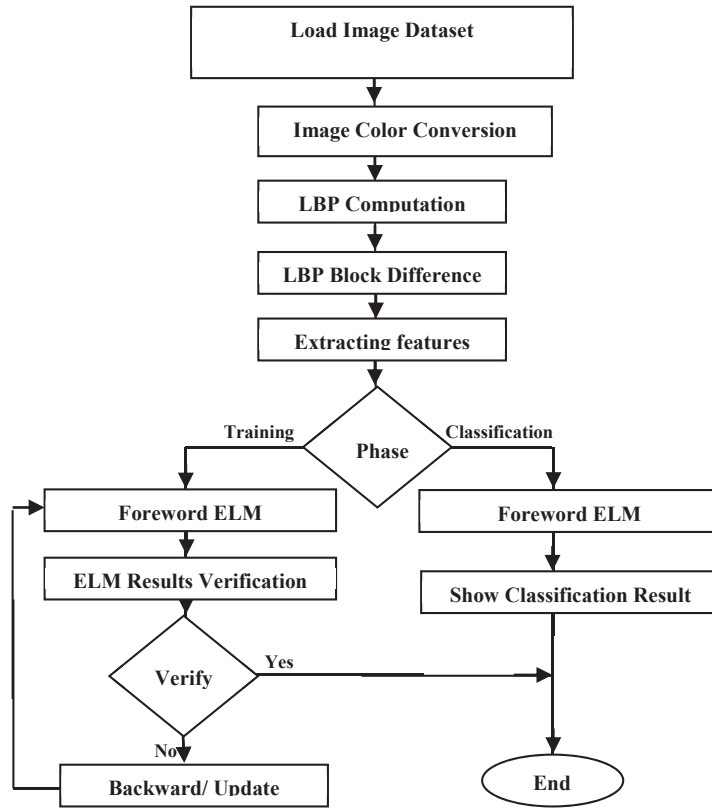 Load Image Dataset
Image Color Conversion
LBP Computation
LBP Block Difference
Extracting features
Training
Phase
Classification
Foreword ELM
Foreword ELM
ELM Results Verification
Show Classification Result
Verify
Yes
No
Backward/ Update
End